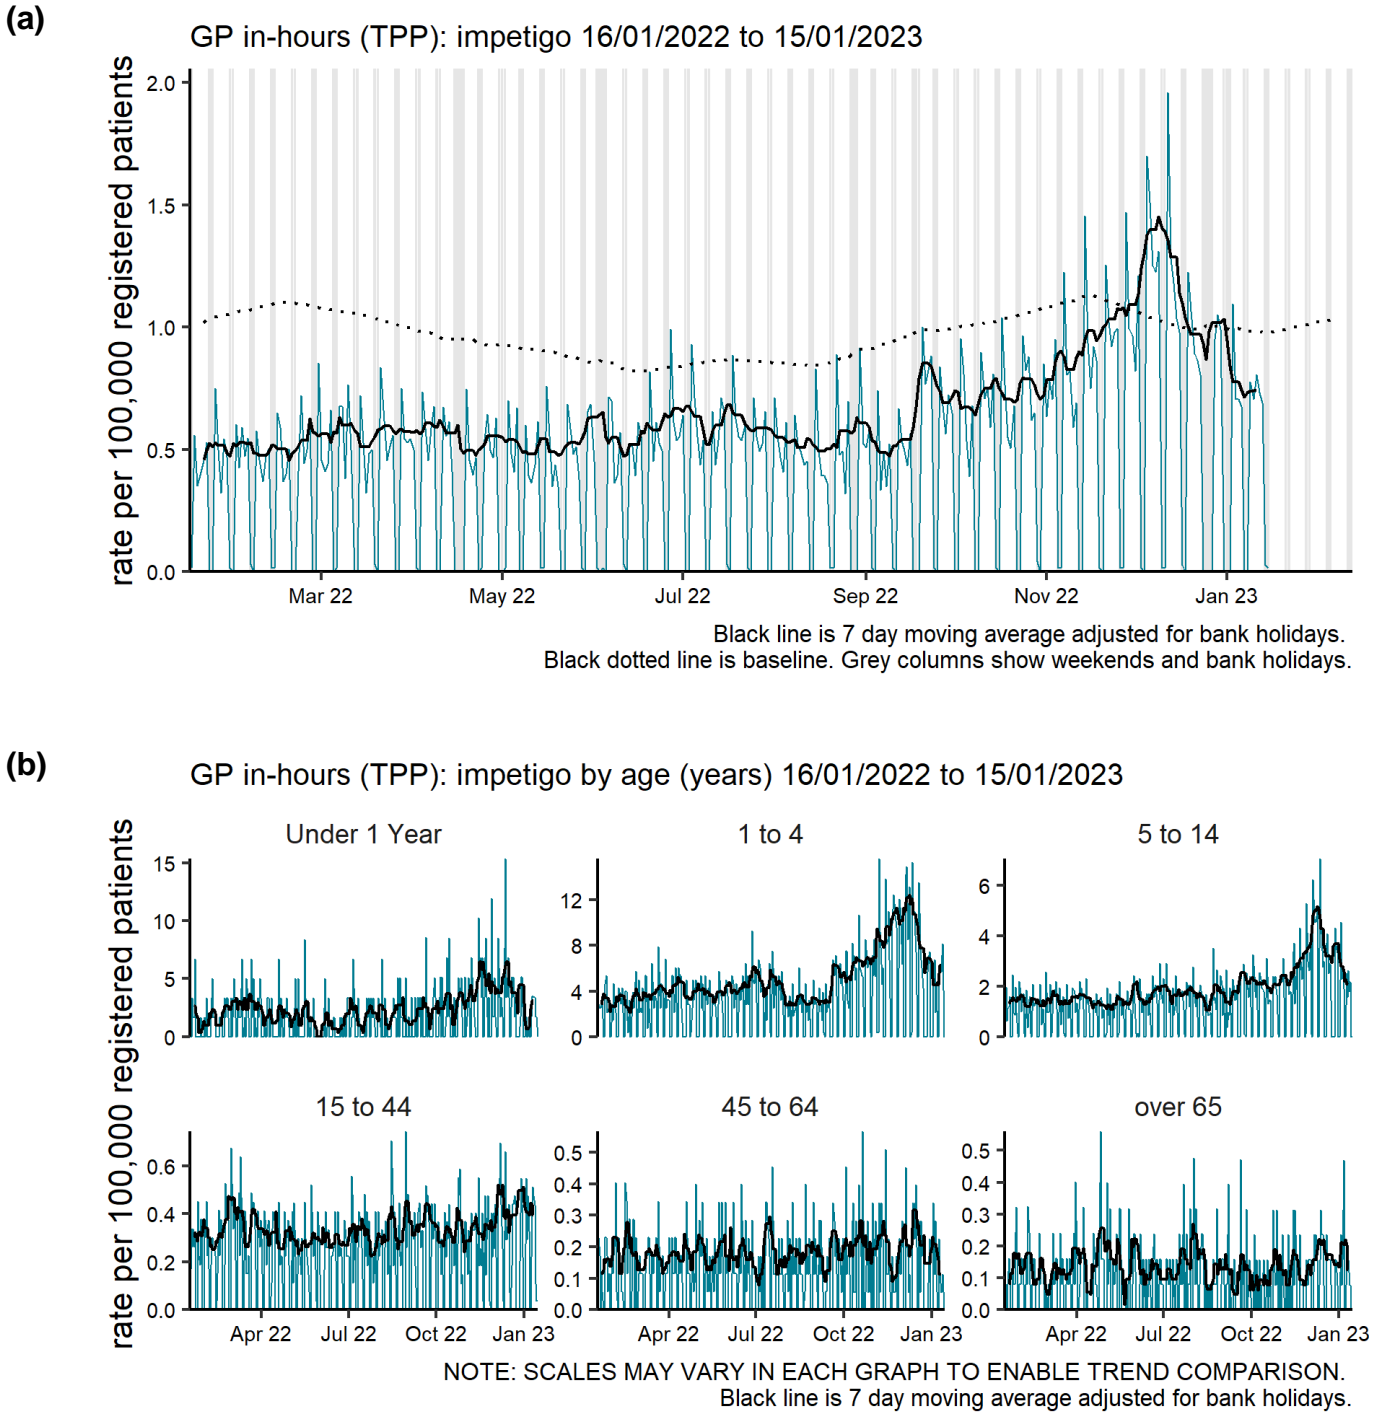 (a)
GP in-hours (TPP): impetigo 16/01/2022 to 15/01/2023
rate per 100,000 registered patients
2.0
1.5
1.0
0.5
0.0
Mar 22 May 22 Jul 22 Sep 22 Nov 22 Jan 23
Black line is 7 day moving average adjusted for bank holidays.
Black dotted line is baseline. Grey columns show weekends and bank holidays.
(b)
GP in-hours (TPP): impetigo by age (years) 16/01/2022 to 15/01/2023
rate per 100,000 registered patients
Under 1 Year
15
10
5
0
1 to 4
12
8
4
0
5 to 14
6
4
2
0
15 to 44
0.6
0.4
0.2
0.0
Apr 22 Jul 22 Oct 22 Jan 23
45 to 64
0.5
0.4
0.3
0.2
0.1
0.0
Apr 22 Jul 22 Oct 22 Jan 23
over 65
0.5
0.4
0.3
0.2
0.1
0.0
Apr 22 Jul 22 Oct 22 Jan 23
NOTE: SCALES MAY VARY IN EACH GRAPH TO ENABLE TREND COMPARISON.
Black line is 7 day moving average adjusted for bank holidays.